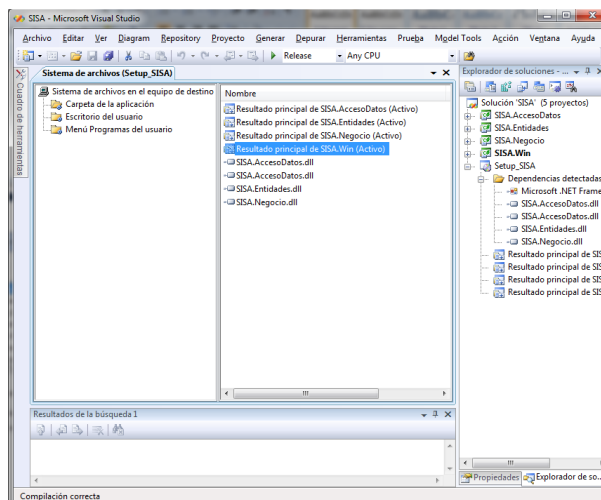 SISA - Microsoft Visual Studio
Archivo Editar Ver Diagram Repository Proyecto Generar Depurar Herramientas Prueba Model Tools Acción Ventana Ayuda
Release Any CPU
Cuadro de herramientas
Sistema de archivos (Setup_SISA)
Sistema de archivos en el equipo de destino
Carpeta de la aplicación
Escritorio del usuario
Menú Programas del usuario
Nombre
Resultado principal de SISA.AccesoDatos (Activo)
Resultado principal de SISA.Entidades (Activo)
Resultado principal de SISA.Negocio (Activo)
Resultado principal de SISA.Win (Activo)
SISA.AccesoDatos.dll
SISA.AccesoDatos.dll
SISA.Entidades.dll
SISA.Negocio.dll
Explorador de soluciones - ...
Solución 'SISA' (5 proyectos)
SISA.AccesoDatos
SISA.Entidades
SISA.Negocio
SISA.Win
Setup_SISA
Dependencias detectadas
Microsoft .NET Frame
SISA.AccesoDatos.dll
SISA.AccesoDatos.dll
SISA.Entidades.dll
SISA.Negocio.dll
Resultado principal de SIS
Resultado principal de SIS
Resultado principal de SIS
Resultado principal de SIS
Resultados de la búsqueda 1
Propiedades Explorador de so...
Compilación correcta